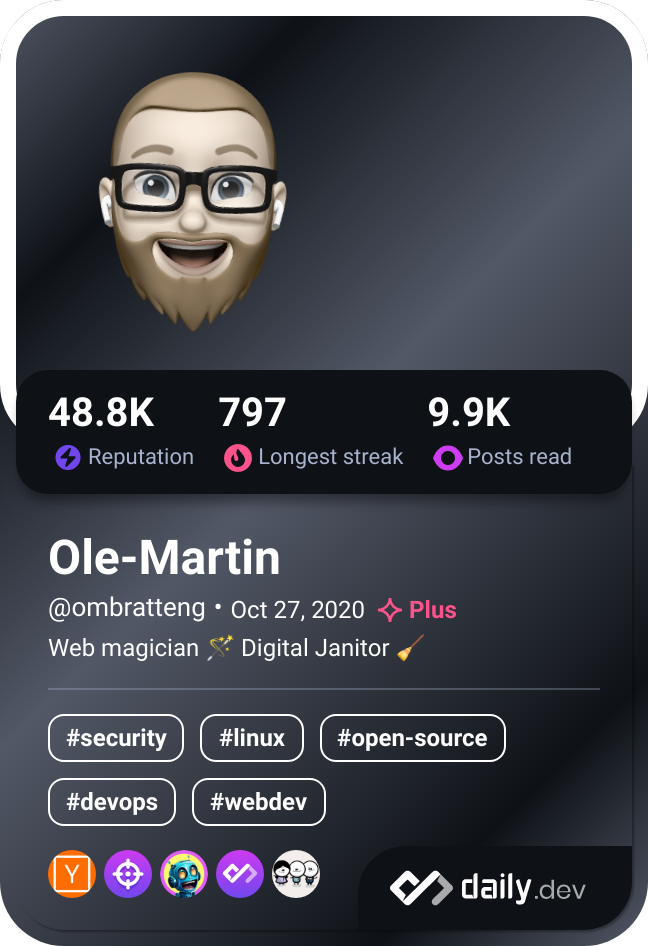 48.8K 797 9.9K
Reputation Longest streak Posts read
Ole-Martin
@ombratteng • Oct 27, 2020 Plus
Web magician 🪄 Digital Janitor 🧹
#security #linux #open-source
#devops #webdev
Y
daily.dev